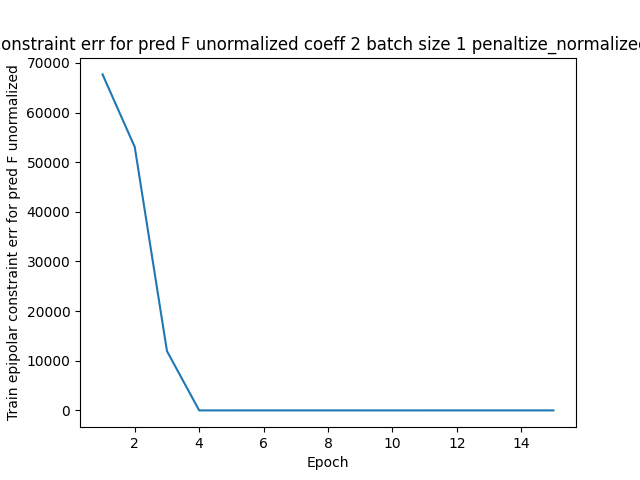 onstraint err for pred F unormalized coeff 2 batch size 1 penaltize_normalized
Train epipolar constraint err for pred F unormalized
70000
60000
50000
40000
30000
20000
10000
0
2 4 6 8 10 12 14
Epoch